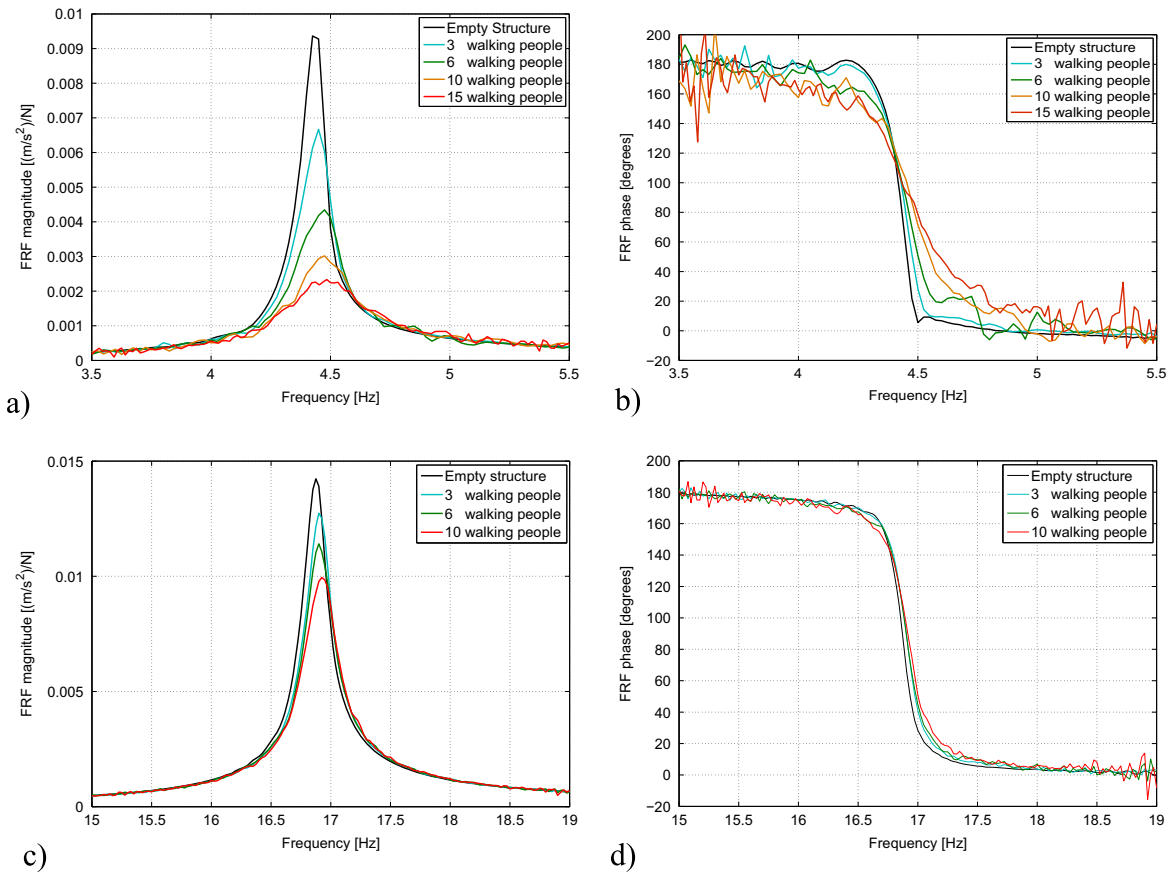 0.01
0.009
0.008
0.007
0.006
0.005
0.004
0.003
0.002
0.001
0
3.5 4 4.5 5 5.5
Frequency [Hz]
FRF magnitude [(m/s²)/N]
Empty Structure
3 walking people
6 walking people
10 walking people
15 walking people
a)
200
180
160
140
120
100
80
60
40
20
0
−20
3.5 4 4.5 5 5.5
Frequency [Hz]
FRF phase [degrees]
Empty structure
3 walking people
6 walking people
10 walking people
15 walking people
b)
0.015
0.01
0.005
0
15 15.5 16 16.5 17 17.5 18 18.5 19
Frequency [Hz]
FRF magnitude [(m/s²)/N]
Empty structure
3 walking people
6 walking people
10 walking people
c)
200
180
160
140
120
100
80
60
40
20
0
−20
15 15.5 16 16.5 17 17.5 18 18.5 19
Frequency [Hz]
FRF phase [degrees]
Empty structure
3 walking people
6 walking people
10 walking people
d)